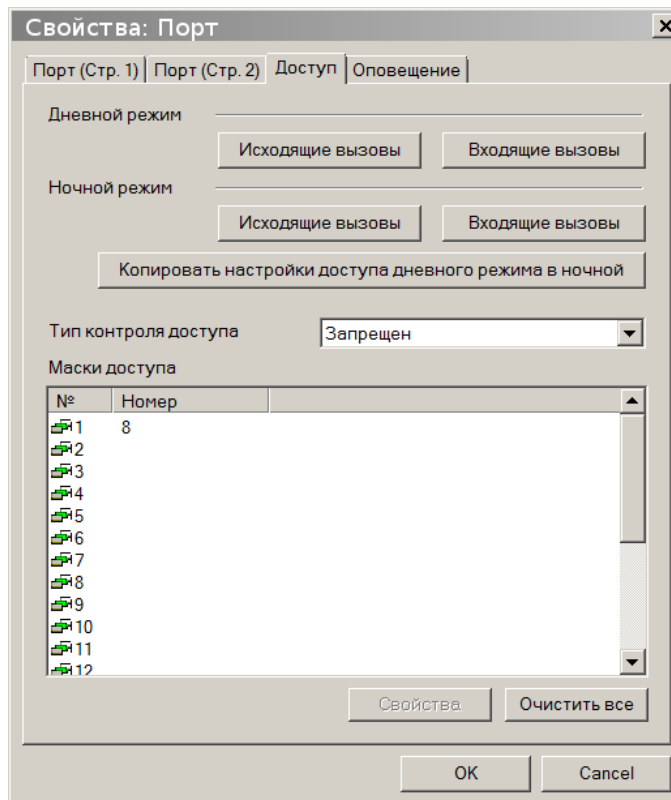 Свойства: Порт
Порт (Стр. 1) Порт (Стр. 2) Доступ Оповещение
Дневной режим
Исходящие вызовы Входящие вызовы
Ночной режим
Исходящие вызовы Входящие вызовы
Копировать настройки доступа дневного режима в ночной
Тип контроля доступа Запрещен
Маски доступа
№ Номер
1 8
2
3
4
5
6
7
8
9
10
11
12
Свойства Очистить все
OK Cancel